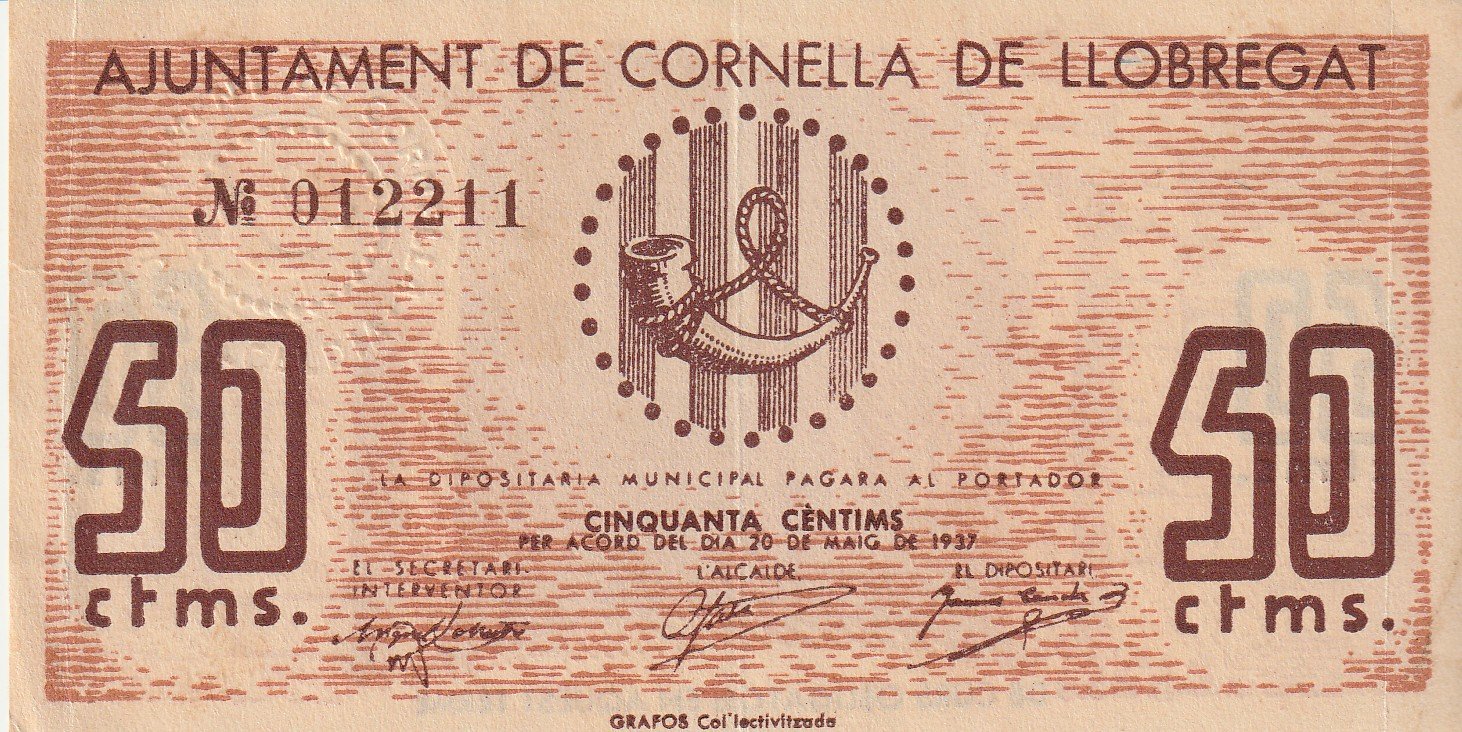 AJUNTAMENT DE CORNELLA DE LLOBREGAT
№ 012211
50 ctms.
50 ctms.
LA DIPOSITARIA MUNICIPAL PAGARA AL PORTADOR
CINQUANTA CÈNTIMS
PER ACORD DEL DIA 20 DE MAIG DE 1937
EL SECRETARI-
INTERVENTOR
L'ALCALDE,
EL DIPOSITARI,
GRAFOS Col'lectivitzada